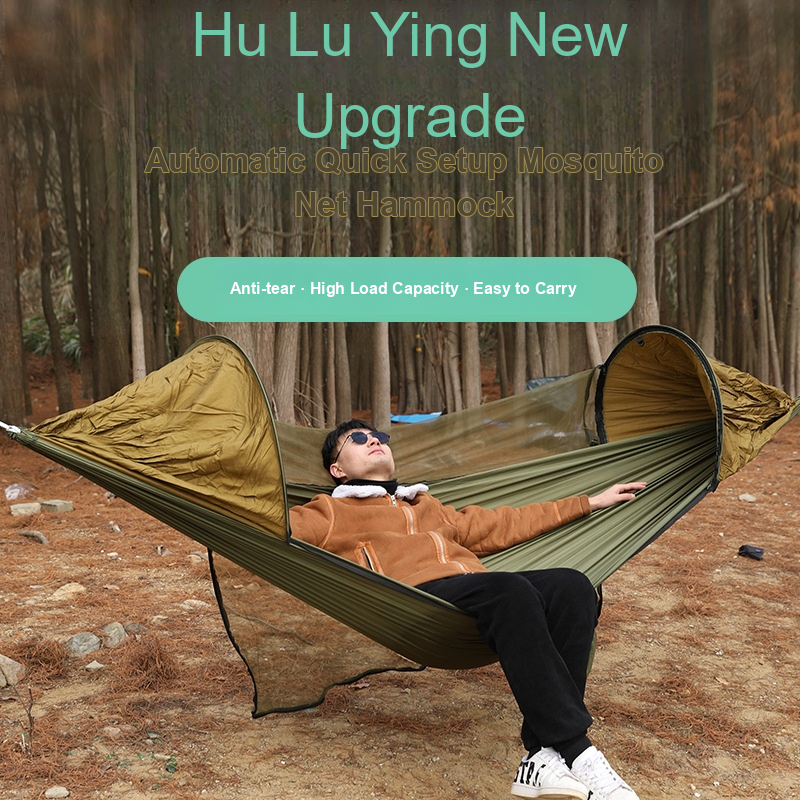 Hu Lu Ying New
Upgrade
Automatic Quick Setup Mosquito
Net Hammock
Anti-tear · High Load Capacity · Easy to Carry